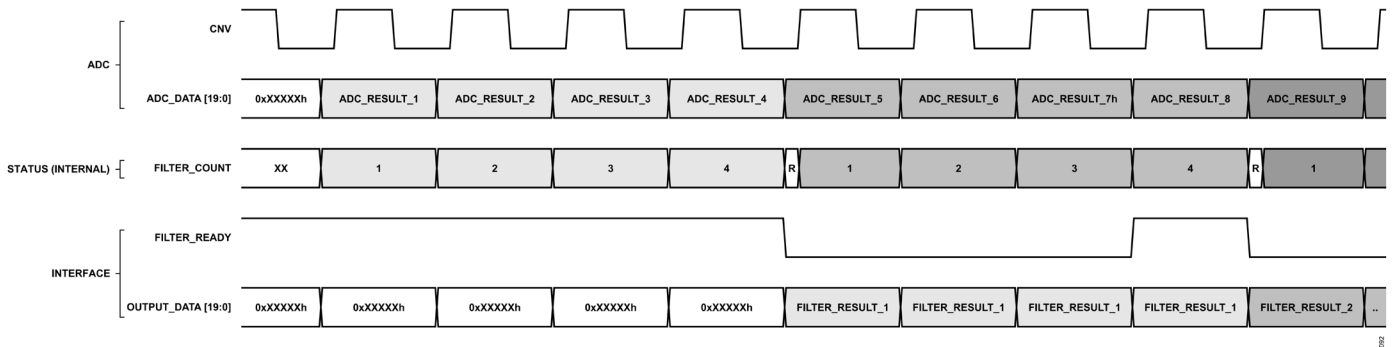 CNV
ADC
ADC_DATA [19:0] 0xXXXXXh ADC_RESULT_1 ADC_RESULT_2 ADC_RESULT_3 ADC_RESULT_4 ADC_RESULT_5 ADC_RESULT_6 ADC_RESULT_7h ADC_RESULT_8 ADC_RESULT_9
STATUS (INTERNAL) FILTER_COUNT XX 1 2 3 4 R 1 2 3 4 R 1
FILTER_READY
INTERFACE
OUTPUT_DATA [19:0] 0xXXXXXh 0xXXXXXh 0xXXXXXh 0xXXXXXh 0xXXXXXh FILTER_RESULT_1 FILTER_RESULT_1 FILTER_RESULT_1 FILTER_RESULT_1 FILTER_RESULT_2 ..
092